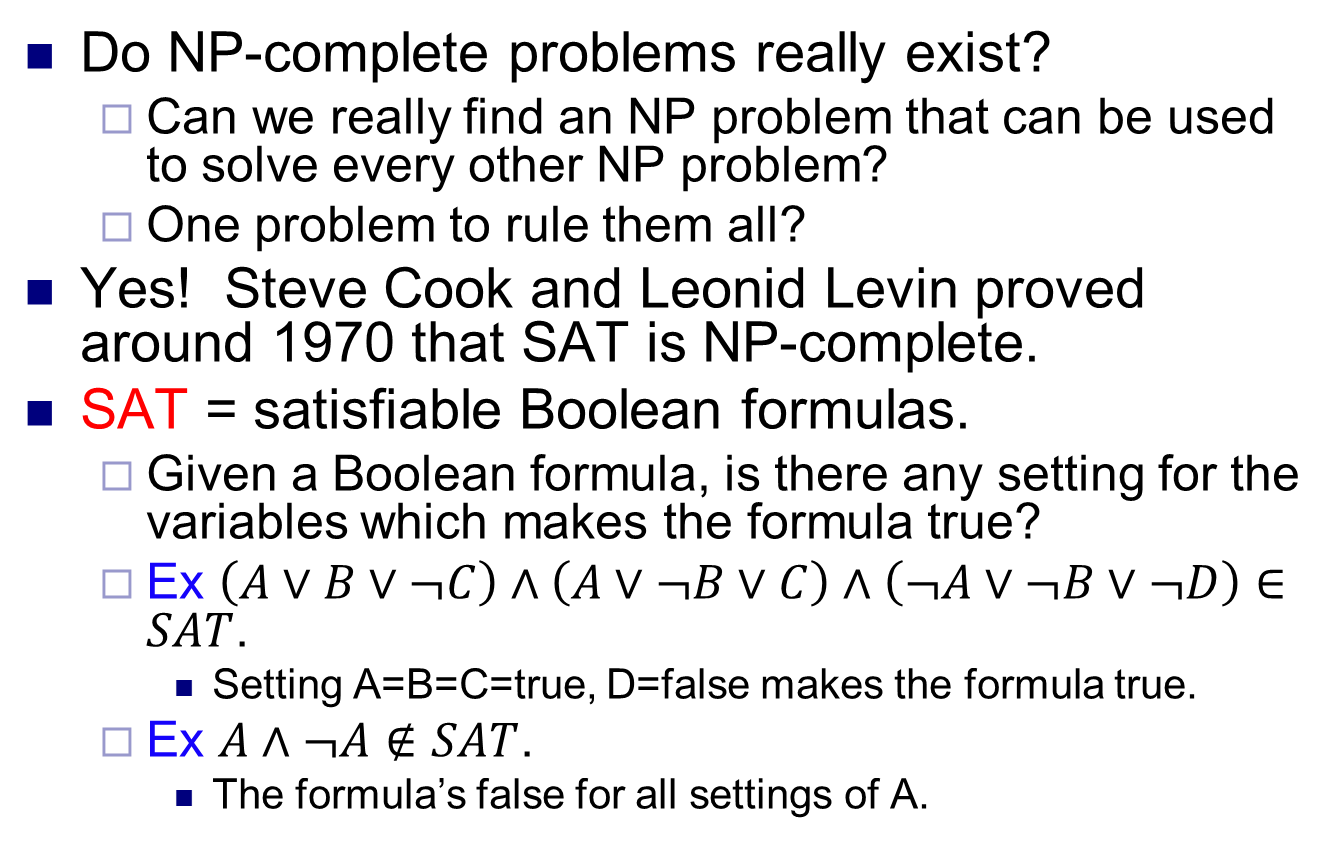 Do NP-complete problems really exist?
Can we really find an NP problem that can be used
to solve every other NP problem?
One problem to rule them all?
Yes!  Steve Cook and Leonid Levin proved
around 1970 that SAT is NP-complete.
SAT = satisfiable Boolean formulas.
Given a Boolean formula, is there any setting for the
variables which makes the formula true?
Ex (A ∨ B ∨ ¬C) ∧ (A ∨ ¬B ∨ C) ∧ (¬A ∨ ¬B ∨ ¬D) ∈
SAT.
Setting A=B=C=true, D=false makes the formula true.
Ex A ∧ ¬A ∉ SAT.
The formula’s false for all settings of A.